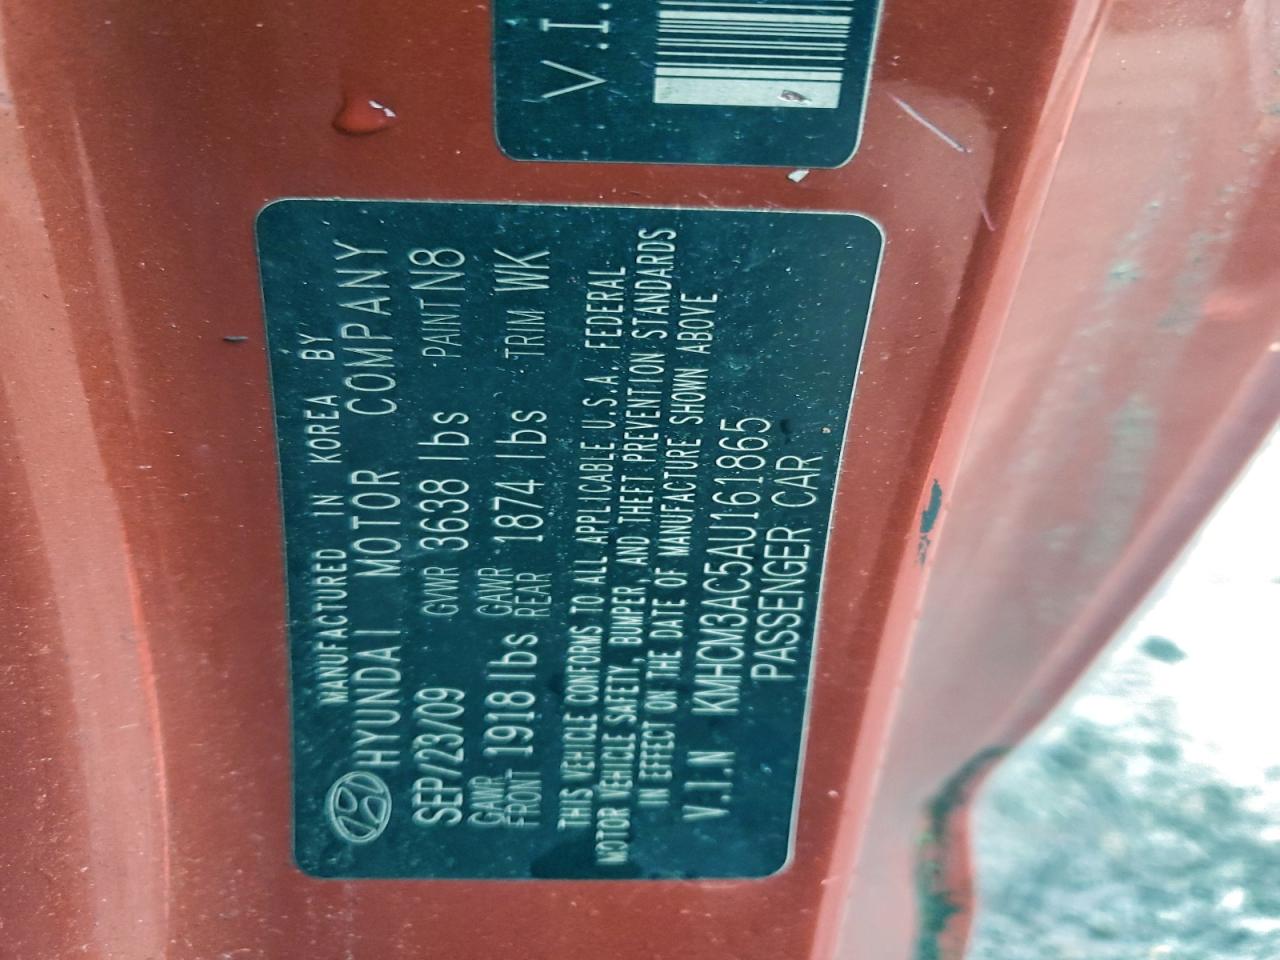 V.I.
MANUFACTURED IN KOREA BY
HYUNDAI MOTOR COMPANY
SEP/23/09 GVWR 3638 lbs PAINT N8
GAWR FRONT 1918 lbs GAWR REAR 1874 lbs TRIM WK
THIS VEHICLE CONFORMS TO ALL APPLICABLE U.S.A. FEDERAL
MOTOR VEHICLE SAFETY, BUMPER, AND THEFT PREVENTION STANDARDS
IN EFFECT ON THE DATE OF MANUFACTURE SHOWN ABOVE
V.I.N KMHCM3AC5AU161865
PASSENGER CAR